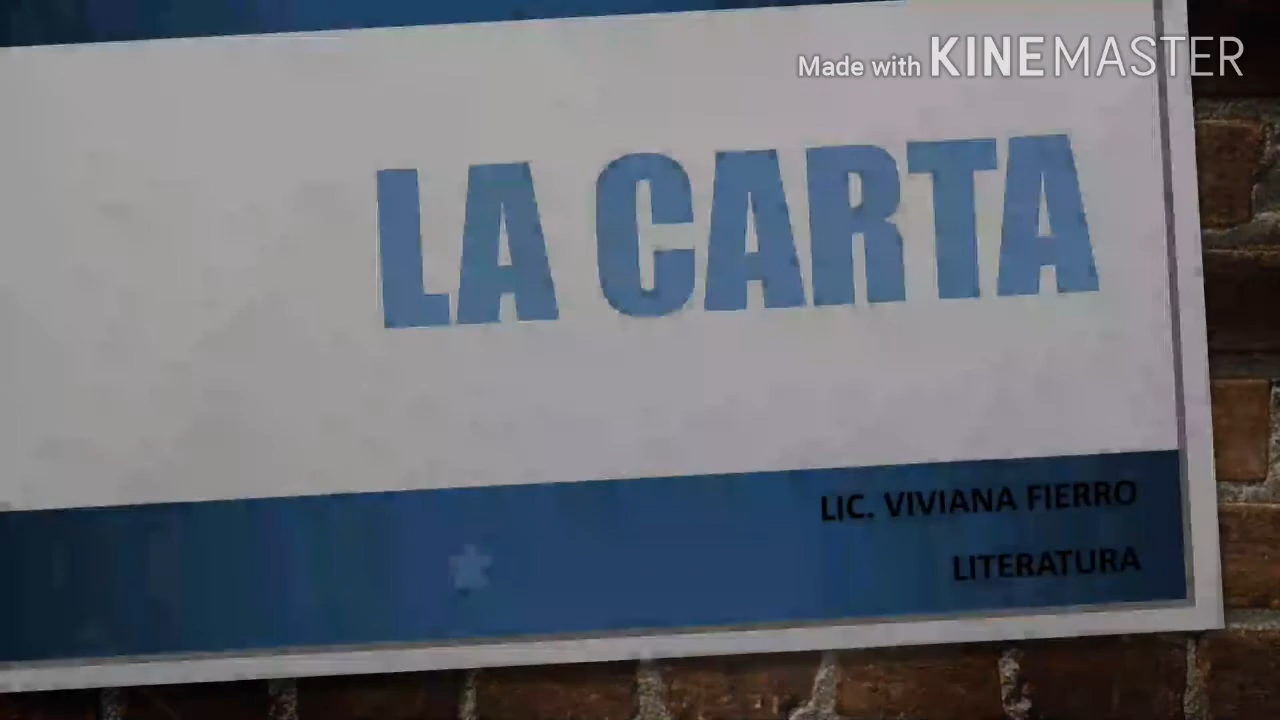 Made with KINEMASTER
LA CARTA
LIC. VIVIANA FIERRO
LITERATURA